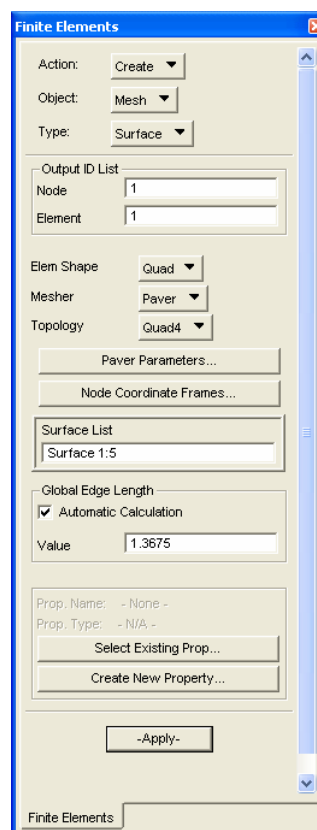 Finite Elements
Action: Create
Object: Mesh
Type: Surface
Output ID List
Node 1
Element 1
Elem Shape Quad
Mesher Paver
Topology Quad4
Paver Parameters...
Node Coordinate Frames...
Surface List
Surface 1:5
Global Edge Length
Automatic Calculation
Value 1.3675
Prop. Name: - None -
Prop. Type: - N/A -
Select Existing Prop...
Create New Property...
-Apply-
Finite Elements